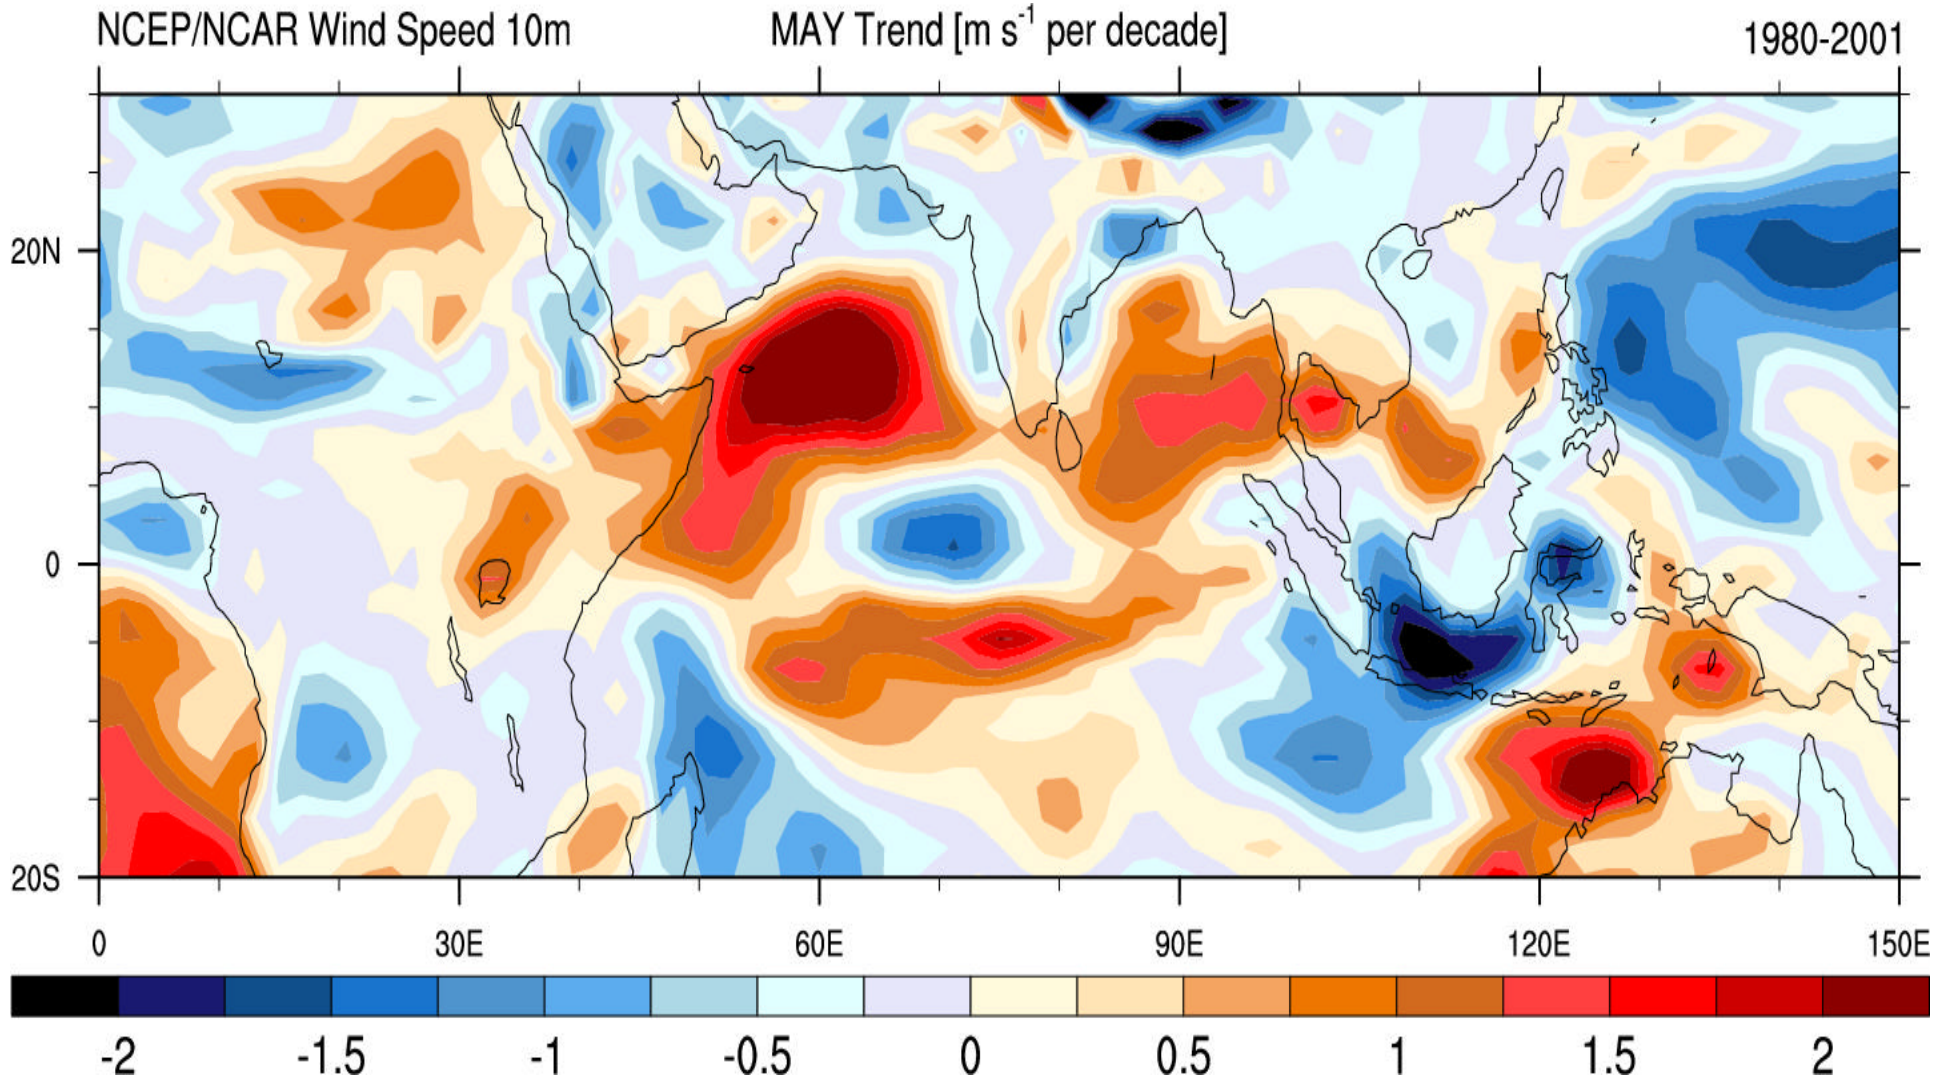 NCEP/NCAR Wind Speed 10m MAY Trend [m s⁻¹ per decade] 1980-2001
20N
0
20S
0 30E 60E 90E 120E 150E
-2 -1.5 -1 -0.5 0 0.5 1 1.5 2